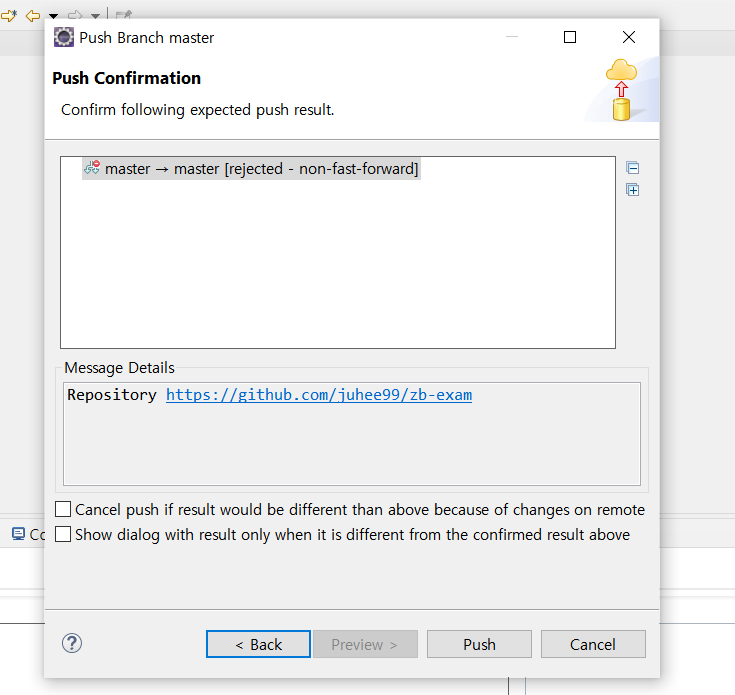 Push Branch master
Push Confirmation
Confirm following expected push result.
master → master [rejected - non-fast-forward]
Message Details
Repository https://github.com/juhee99/zb-exam
Cancel push if result would be different than above because of changes on remote
Show dialog with result only when it is different from the confirmed result above
< Back
Preview >
Push
Cancel